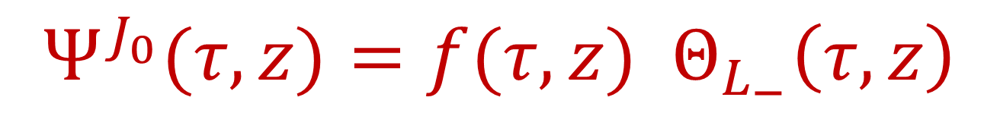 Ψ^{J_0}(τ, z) = f(τ, z) Θ_{L_−}(τ, z)